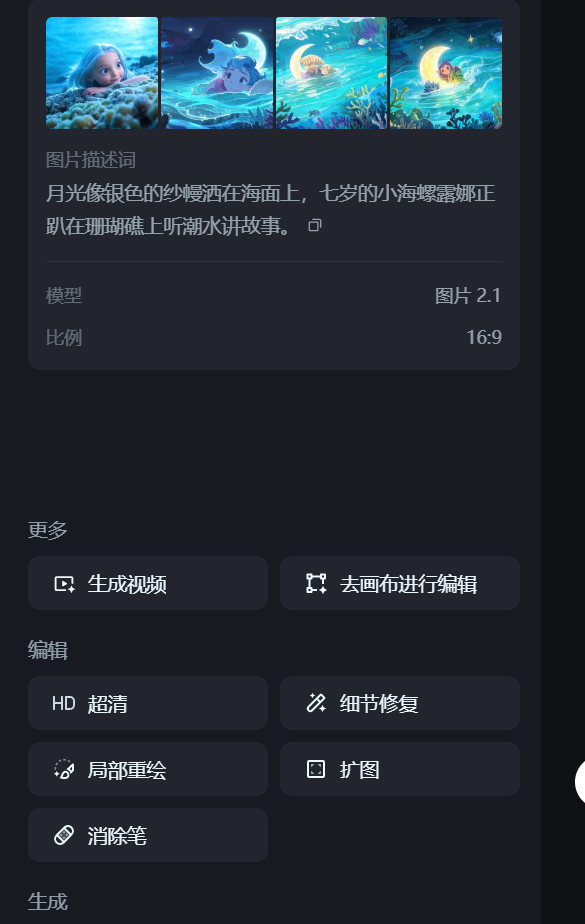 图片描述词
月光像银色的纱幔洒在海面上，七岁的小海螺露娜正
趴在珊瑚礁上听潮水讲故事。
模型
图片 2.1
比例
16:9
更多
生成视频
去画布进行编辑
编辑
HD 超清
细节修复
局部重绘
扩图
消除笔
生成